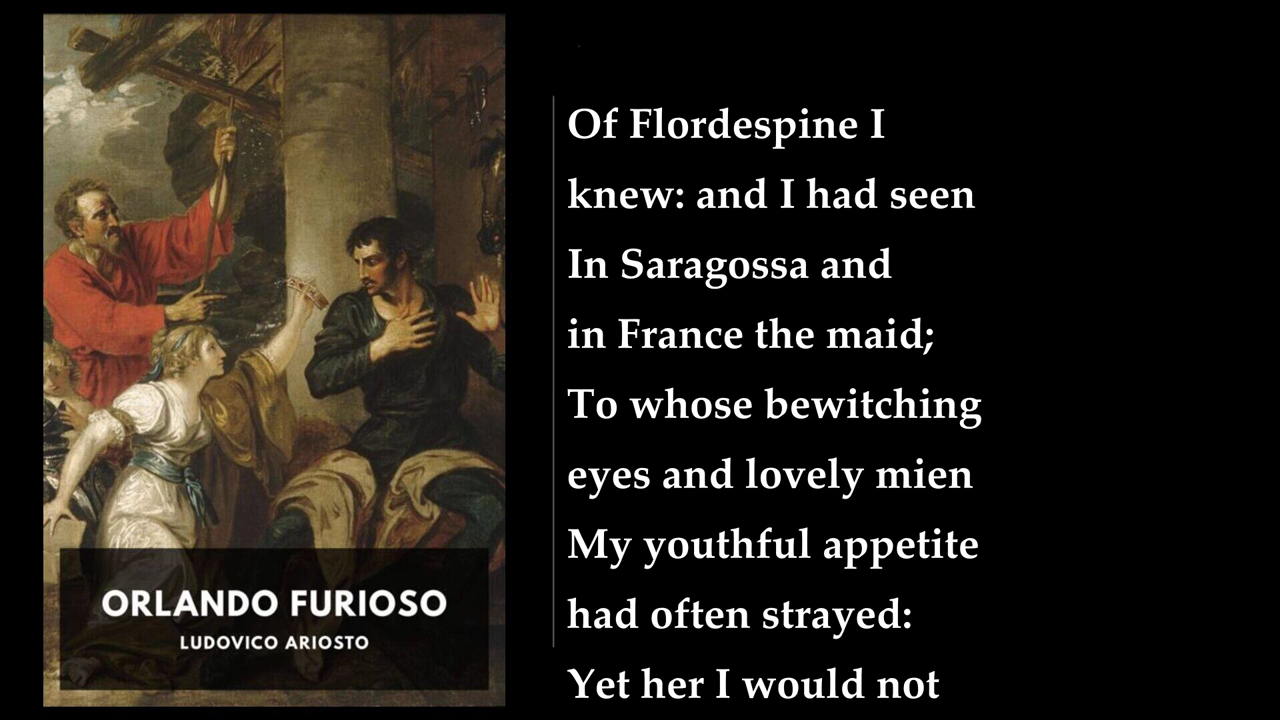 ORLANDO FURIOSO
LUDOVICO ARIOSTO
Of Flordespine I
knew: and I had seen
In Saragossa and
in France the maid;
To whose bewitching
eyes and lovely mien
My youthful appetite
had often strayed:
Yet her I would not